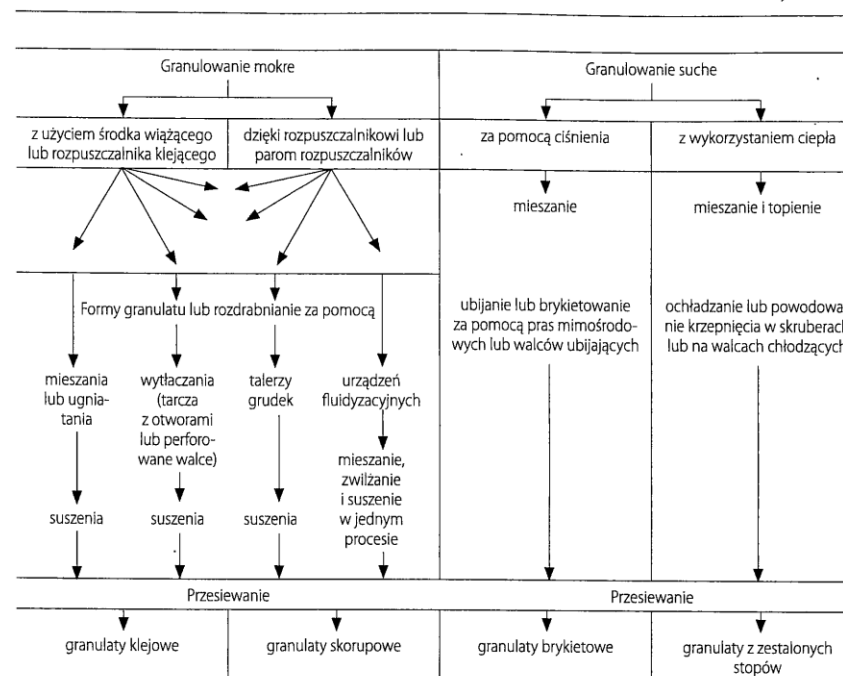 Granulowanie mokre
Granulowanie suche
z użyciem środka wiążącego
lub rozpuszczalnika klejącego
dzięki rozpuszczalnikowi lub
parom rozpuszczalników
za pomocą ciśnienia
z wykorzystaniem ciepła
mieszanie
mieszanie i topienie
Formy granulatu lub rozdrabnianie za pomocą
ubijanie lub brykietowanie
za pomocą pras mimośrodo-
wych lub walców ubijających
ochładzanie lub powodowa
nie krzepnięcia w skruberach
lub na walcach chłodzących
mieszania
lub ugnia-
tania
wytłaczania
(tarcza
z otworami
lub perforo-
wane walce)
talerzy
grudek
urządzeń
fluidyzacyjnych
mieszanie,
zwilżanie
i suszenie
w jednym
procesie
suszenia
suszenia
suszenia
Przesiewanie
Przesiewanie
granulaty klejowe
granulaty skorupowe
granulaty brykietowe
granulaty z zestalonych
stopów